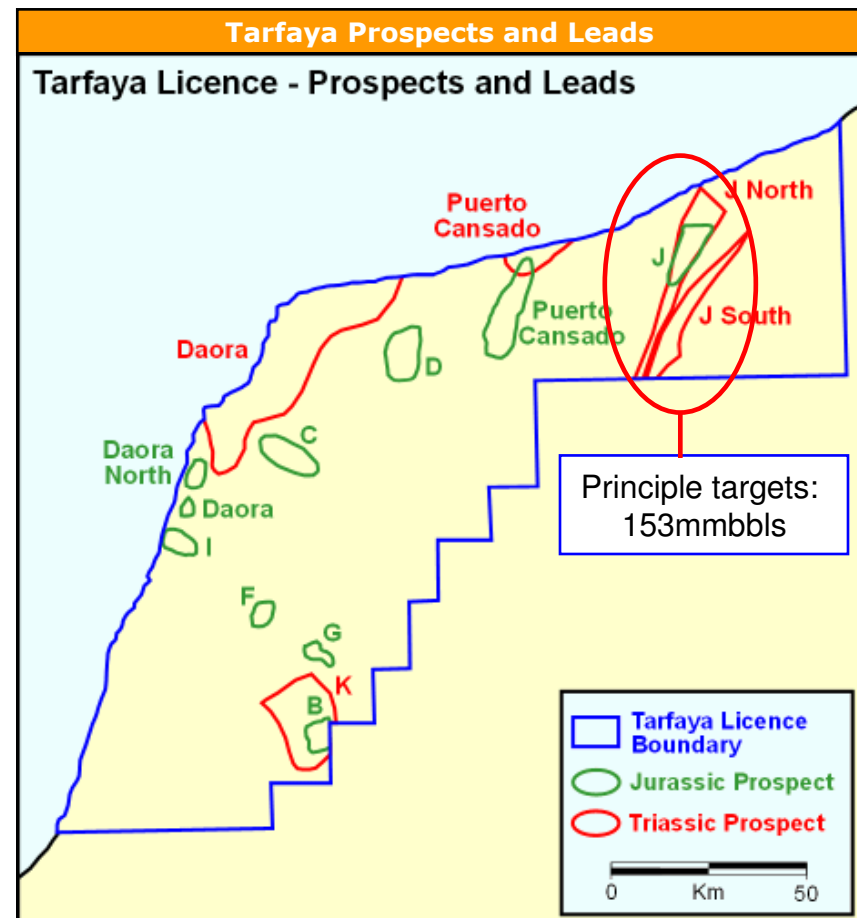 Tarfaya Prospects and Leads
Tarfaya Licence - Prospects and Leads
J North
Puerto
Cansado
J
Puerto
Cansado
J South
Daora
D
C
Daora
North
Daora
I
Principle targets:
153mmbbls
F
G
K
B
Tarfaya Licence
Boundary
Jurassic Prospect
Triassic Prospect
0 Km 50